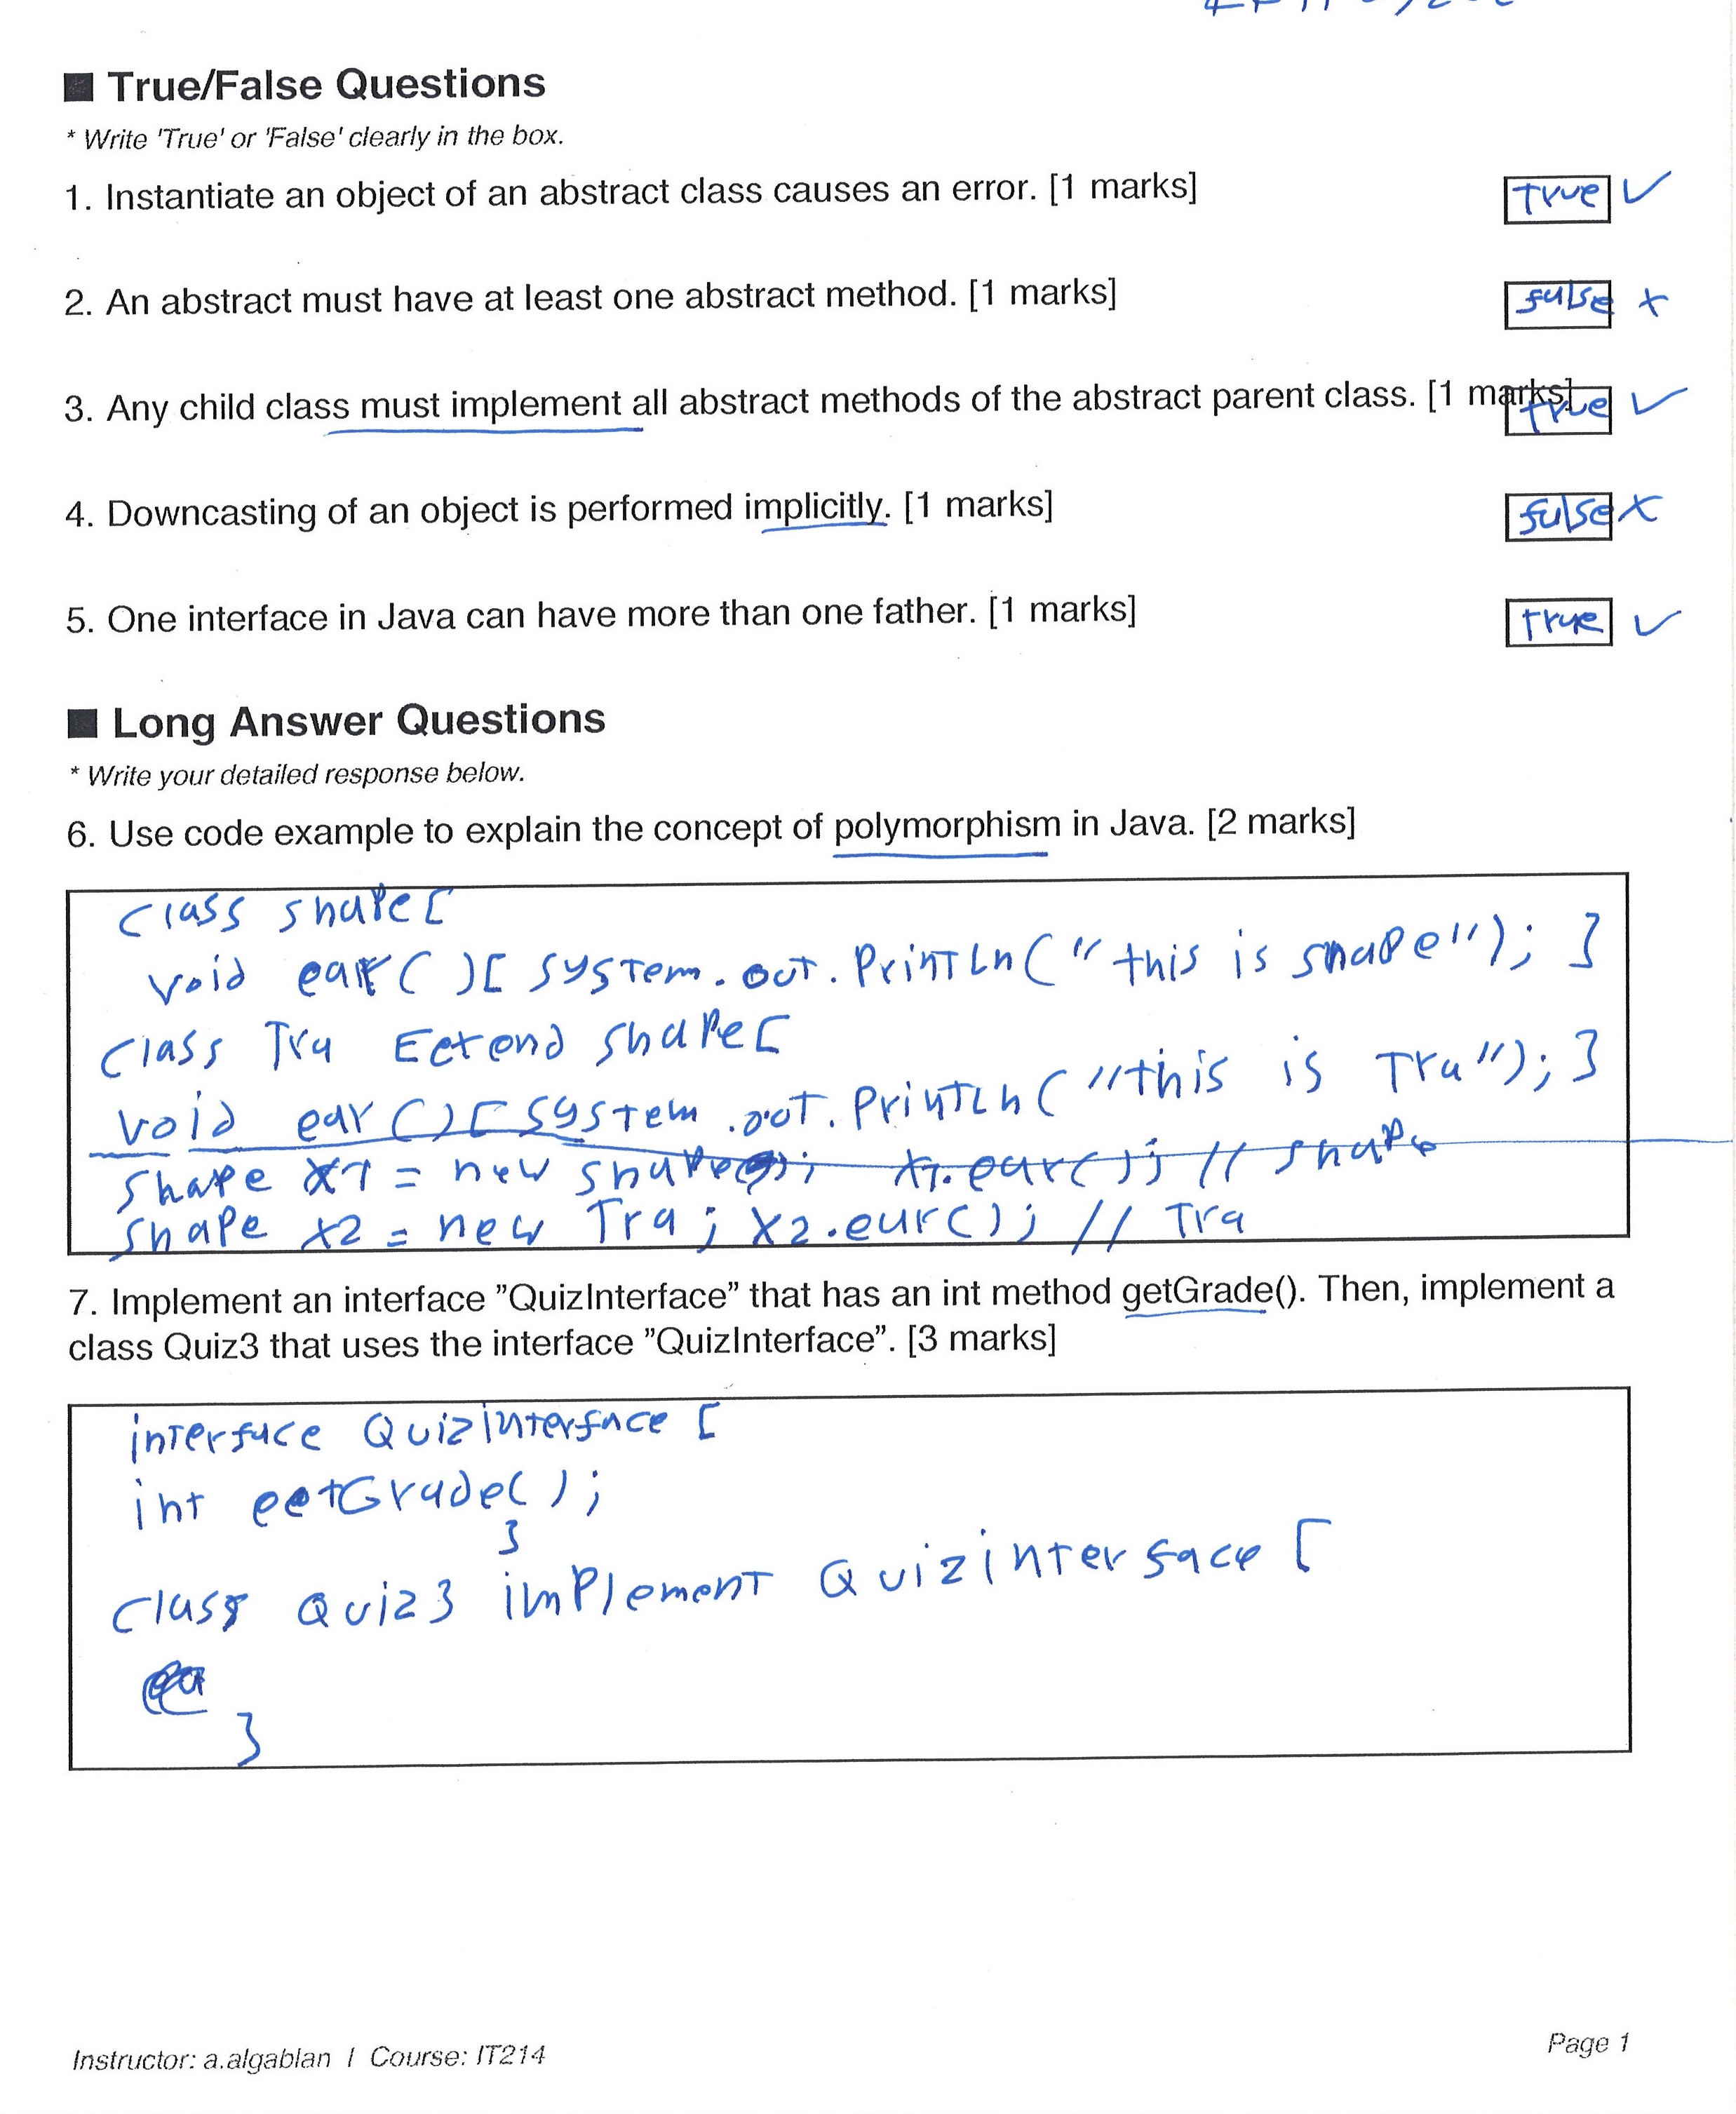 ■ True/False Questions
* Write 'True' or 'False' clearly in the box.
1. Instantiate an object of an abstract class causes an error. [1 marks] True ✓
2. An abstract must have at least one abstract method. [1 marks] false ×
3. Any child class must implement all abstract methods of the abstract parent class. [1 marks] true ✓
4. Downcasting of an object is performed implicitly. [1 marks] false ×
5. One interface in Java can have more than one father. [1 marks] True ✓
■ Long Answer Questions
* Write your detailed response below.
6. Use code example to explain the concept of polymorphism in Java. [2 marks]
Class shape[
void ear( )[ system.out.PrintLn("this is shape"); }
Class Tra Eetend shape[
void ear()[ system.out.PrintLn("this is Tra"); }
shape x1 = new shape(); x1.ear(); // shape
shape x2 = new Tra; x2.ear(); // Tra
7. Implement an interface "QuizInterface" that has an int method getGrade(). Then, implement a
class Quiz3 that uses the interface "QuizInterface". [3 marks]
interface Quizinterface [
int eetGrade( );
}
Class Quiz3 implement Quizinterface [
}
Instructor: a.algablan / Course: IT214
Page 1